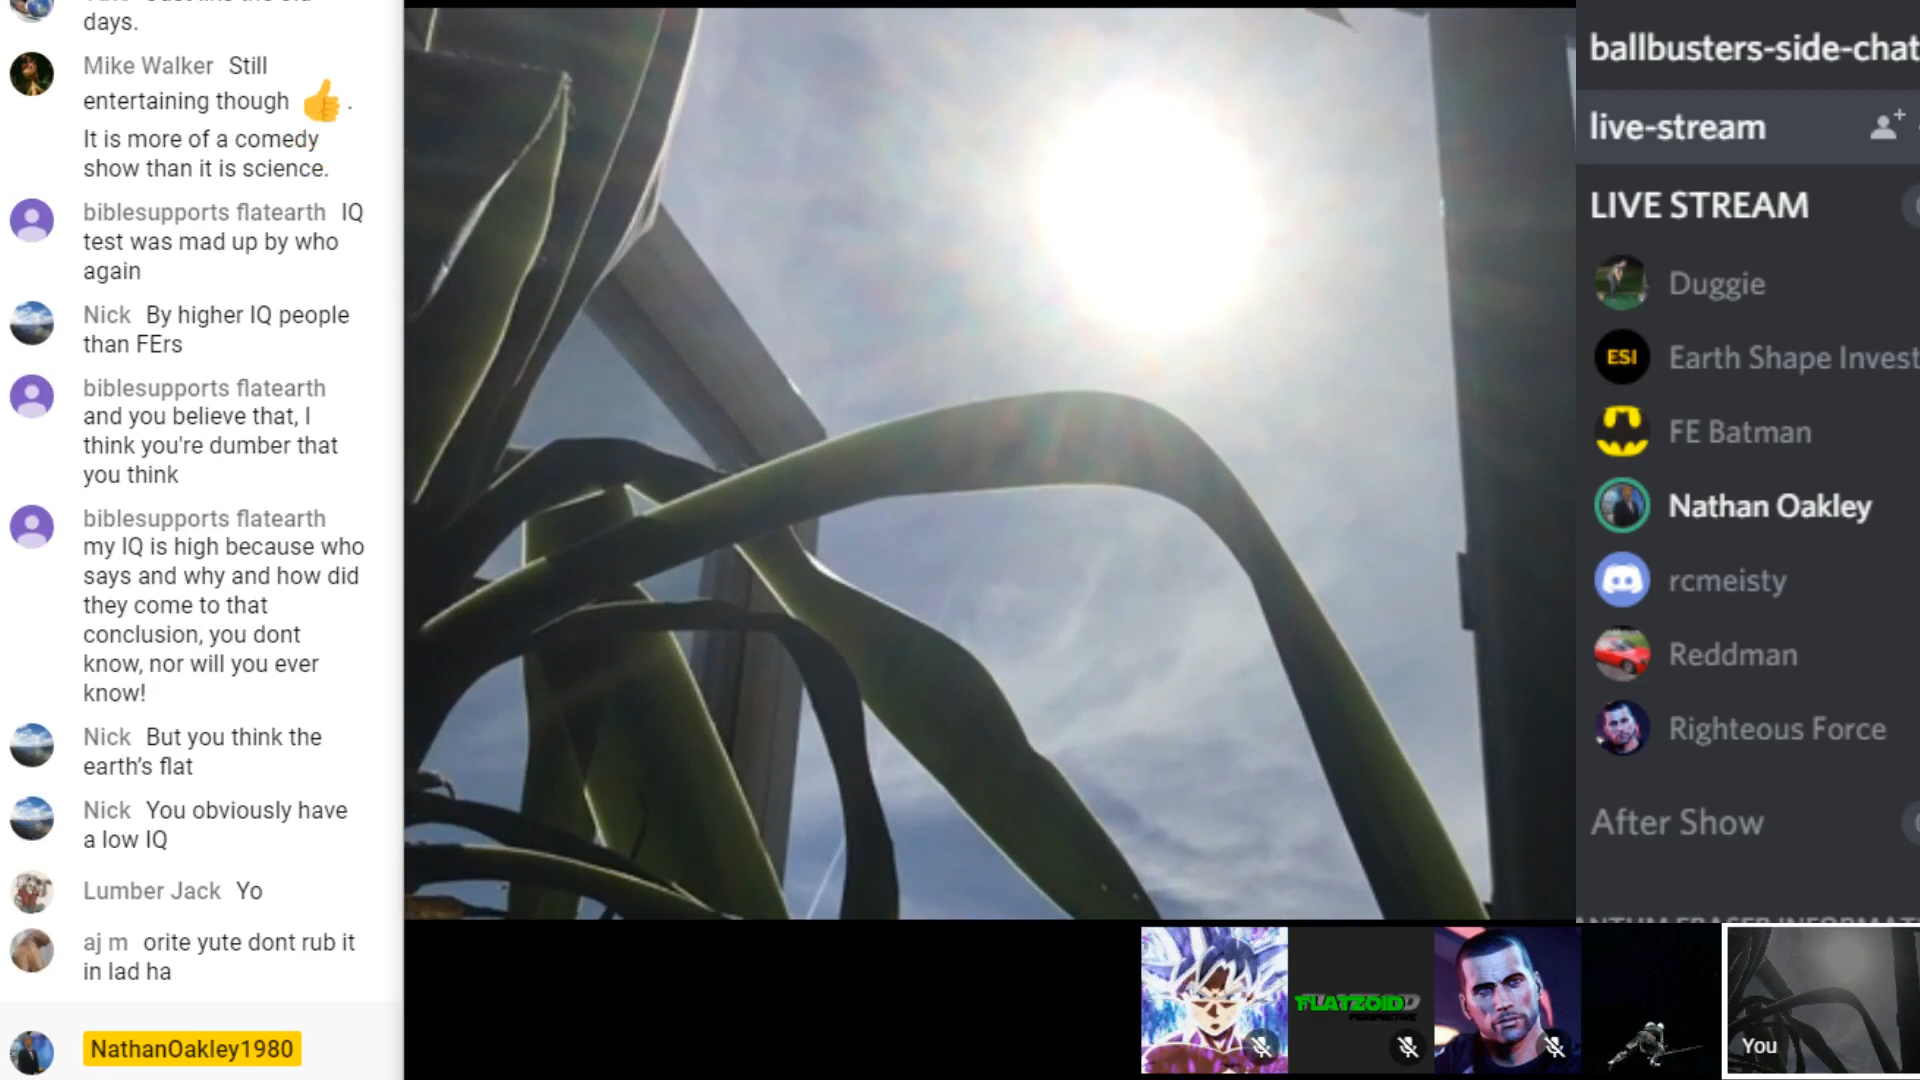 days.
Mike Walker Still
entertaining though 👍 .
It is more of a comedy
show than it is science.
biblesupports flatearth IQ
test was mad up by who
again
Nick By higher IQ people
than FErs
biblesupports flatearth
and you believe that, I
think you're dumber that
you think
biblesupports flatearth
my IQ is high because who
says and why and how did
they come to that
conclusion, you dont
know, nor will you ever
know!
Nick But you think the
earth’s flat
Nick You obviously have
a low IQ
Lumber Jack Yo
aj m orite yute dont rub it
in lad ha
NathanOakley1980
ballbusters-side-chat
live-stream
LIVE STREAM
Duggie
ESI
Earth Shape Invest
FE Batman
Nathan Oakley
rcmeisty
Reddman
Righteous Force
After Show
FLATZOID
PERSPECTIVE
You